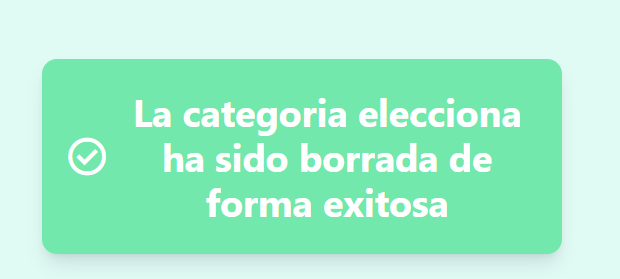 La categoria elecciona
ha sido borrada de
forma exitosa